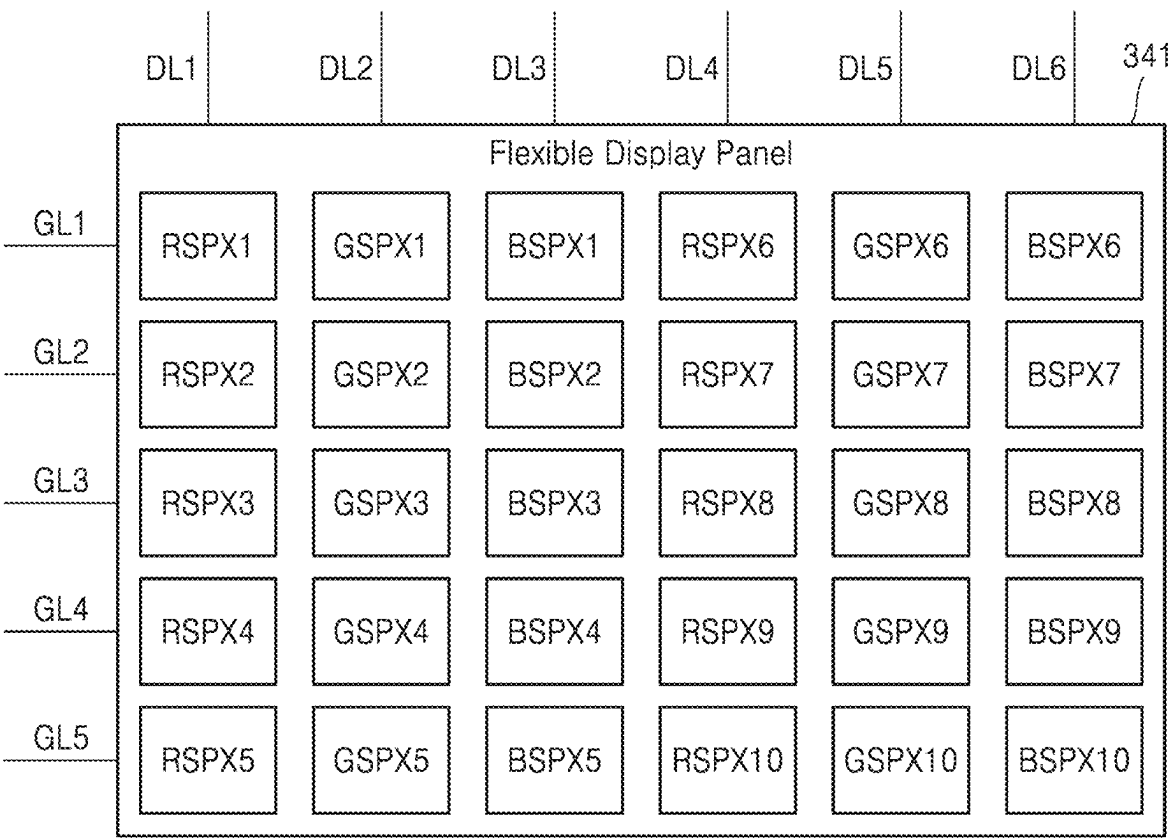 DL1 DL2 DL3 DL4 DL5 DL6 341
Flexible Display Panel
GL1 RSPX1 GSPX1 BSPX1 RSPX6 GSPX6 BSPX6
GL2 RSPX2 GSPX2 BSPX2 RSPX7 GSPX7 BSPX7
GL3 RSPX3 GSPX3 BSPX3 RSPX8 GSPX8 BSPX8
GL4 RSPX4 GSPX4 BSPX4 RSPX9 GSPX9 BSPX9
GL5 RSPX5 GSPX5 BSPX5 RSPX10 GSPX10 BSPX10